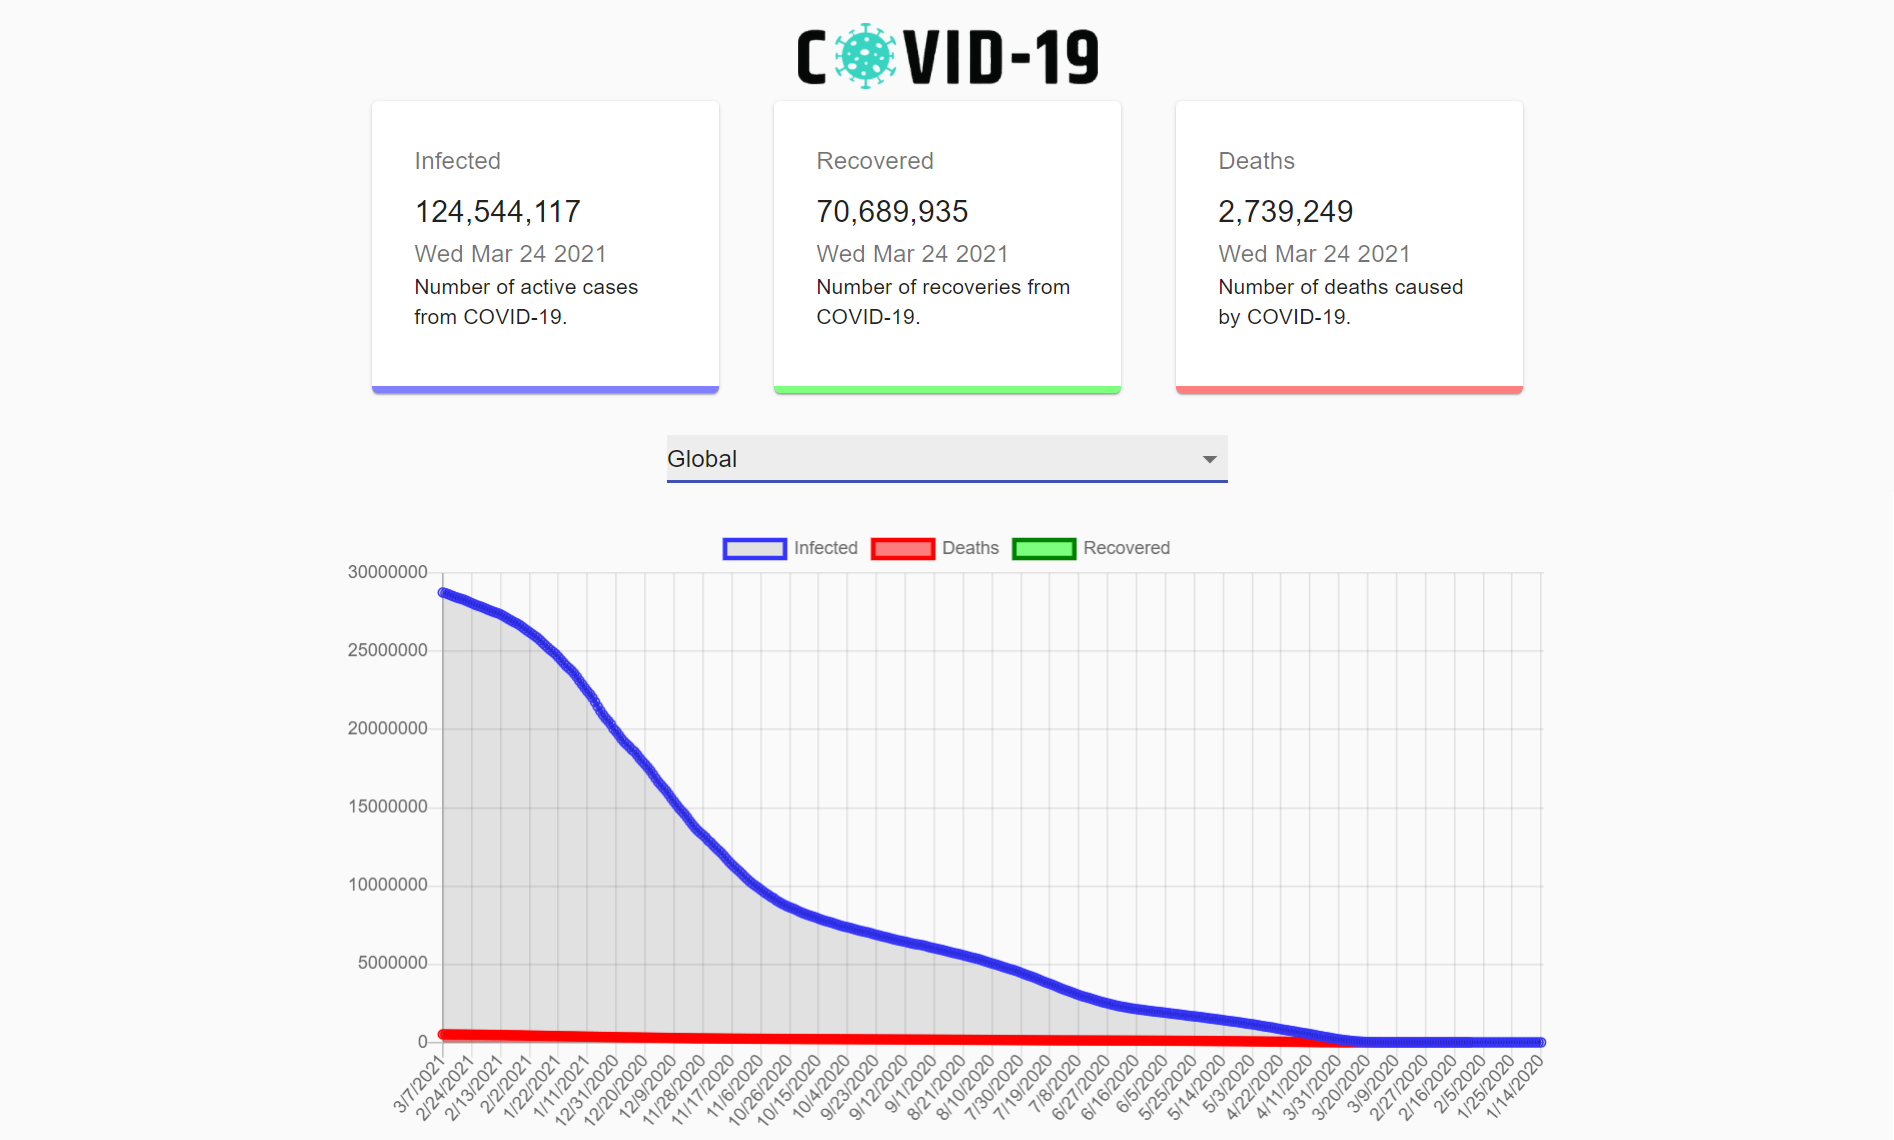 COVID-19
Infected
124,544,117
Wed Mar 24 2021
Number of active cases
from COVID-19.
Recovered
70,689,935
Wed Mar 24 2021
Number of recoveries from
COVID-19.
Deaths
2,739,249
Wed Mar 24 2021
Number of deaths caused
by COVID-19.
Global
Infected
Deaths
Recovered
30000000
25000000
20000000
15000000
10000000
5000000
0
3/7/2021
2/24/2021
2/13/2021
2/2/2021
1/22/2021
1/11/2021
12/31/2020
12/20/2020
12/9/2020
11/28/2020
11/17/2020
11/6/2020
10/26/2020
10/15/2020
10/4/2020
9/23/2020
9/12/2020
9/1/2020
8/21/2020
8/10/2020
7/30/2020
7/19/2020
7/8/2020
6/27/2020
6/16/2020
6/5/2020
5/25/2020
5/14/2020
5/3/2020
4/22/2020
4/11/2020
3/31/2020
3/20/2020
3/9/2020
2/27/2020
2/16/2020
2/5/2020
1/25/2020
1/14/2020